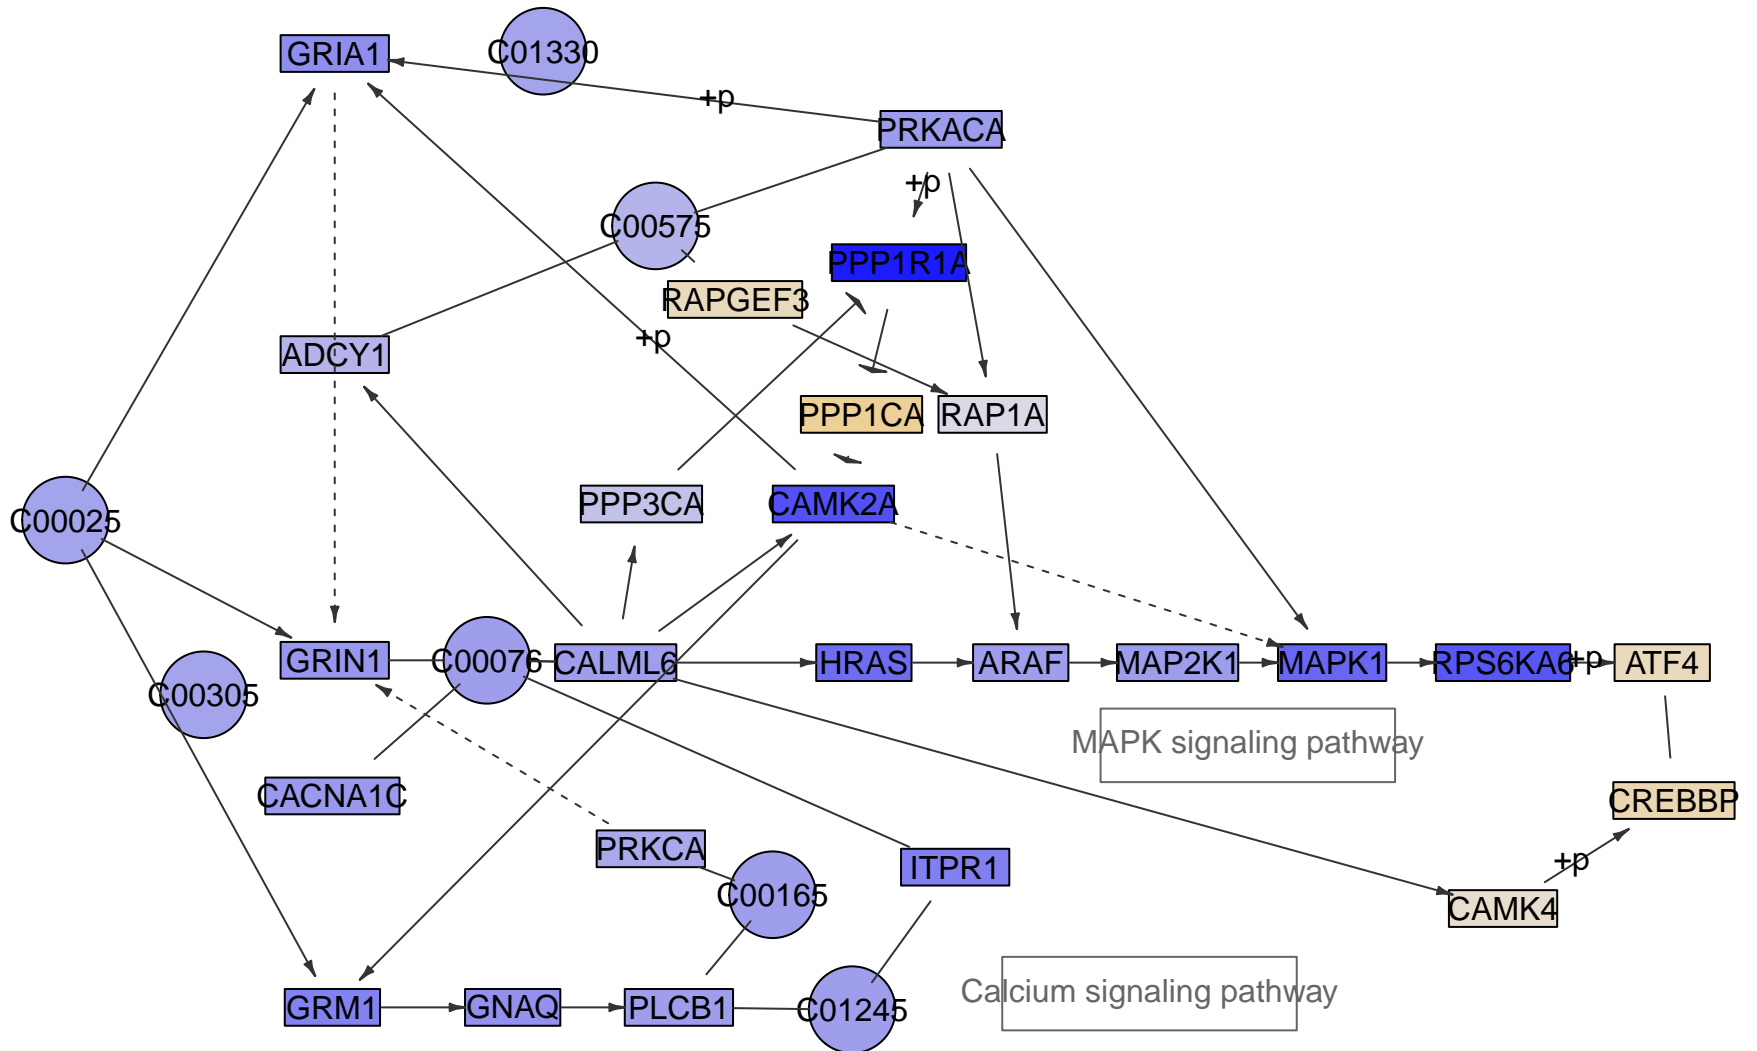 GRIA1
C01330
+p
PRKACA
+p
C00575
PPP1R1A
RAPGEF3
+p
ADCY1
PPP1CA
RAP1A
PPP3CA
CAMK2A
C00025
GRIN1
C00076
CALML6
HRAS
ARAF
MAP2K1
MAPK1
RPS6KA6
+p
ATF4
C00305
MAPK signaling pathway
CACNA1C
CREBBP
PRKCA
ITPR1
+p
C00165
CAMK4
Calcium signaling pathway
GRM1
GNAQ
PLCB1
C01245